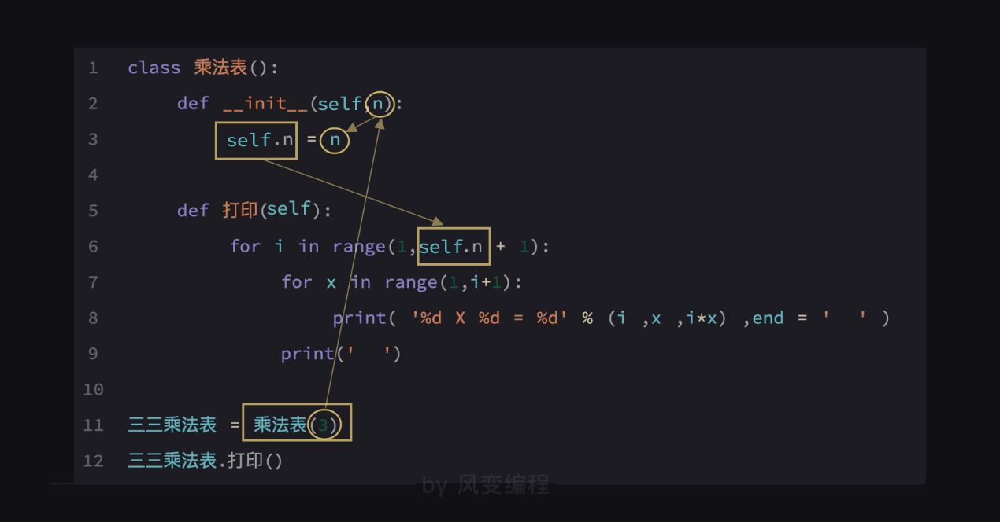 1 class 乘法表():
2 def __init__(self,n):
3 self.n = n
4
5 def 打印(self):
6 for i in range(1,self.n + 1):
7 for x in range(1,i+1):
8 print( '%d X %d = %d' % (i ,x ,i*x) ,end = '  ' )
9 print('  ')
10
11 三三乘法表 = 乘法表(3)
12 三三乘法表.打印()
by 风变编程